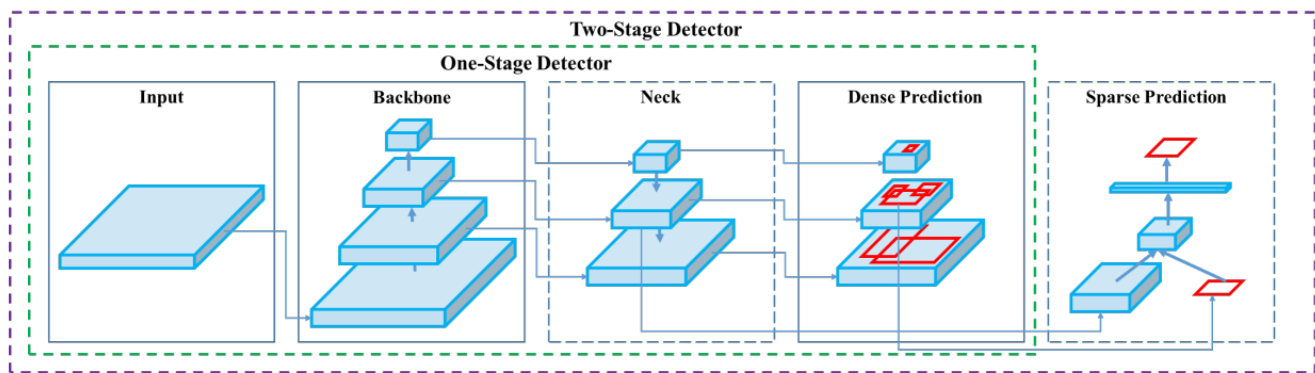 Two-Stage Detector
One-Stage Detector
Input
Backbone
Neck
Dense Prediction
Sparse Prediction